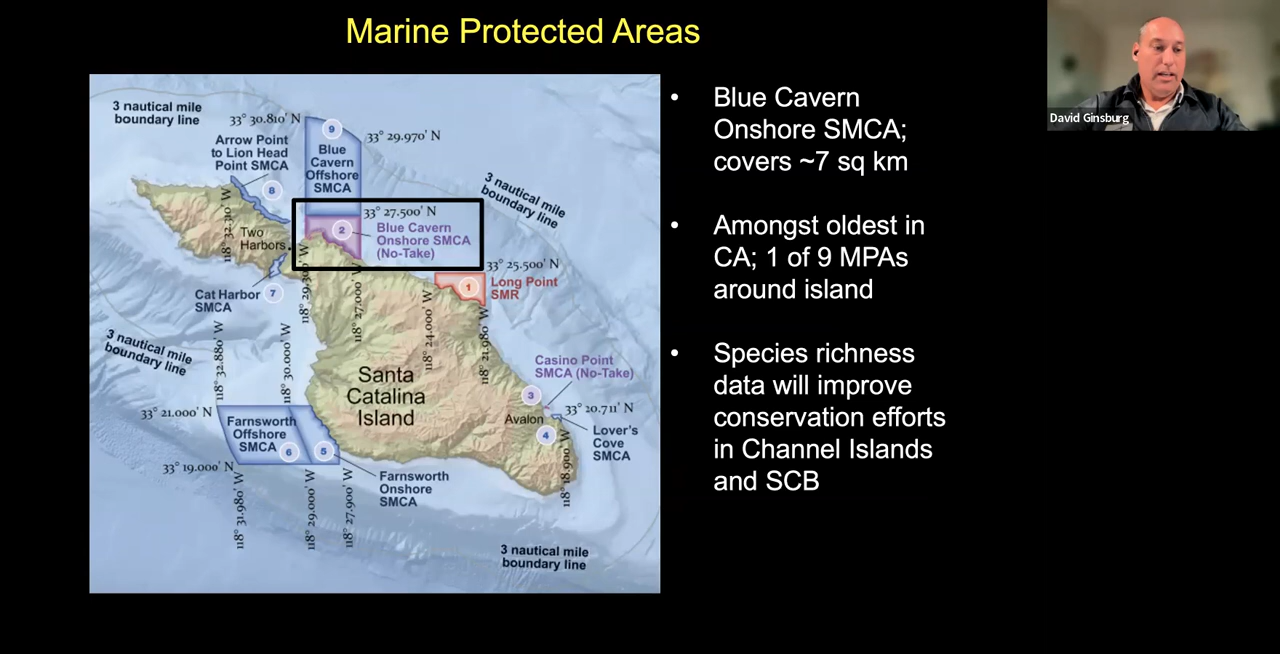 Marine Protected Areas
David Ginsburg
3 nautical mile
boundary line
33° 30.810' N
9
33° 29.970' N
Arrow Point
to Lion Head
Point SMCA
8
Blue
Cavern
Offshore
SMCA
3 nautical mile
boundary line
118° 32.310' W
33° 27.500' N
2
Blue Cavern
Onshore SMCA
(No-Take)
Two
Harbors
33° 25.500' N
1
Long Point
SMR
Cat Harbor
SMCA
7
118° 27.000' W
118° 24.000' W
3 nautical mile
boundary line
118° 32.880' W
118° 30.000' W
Santa
Catalina
Island
Casino Point
SMCA (No-Take)
3
33° 20.711' N
Avalon
4
Lover's
Cove
SMCA
33° 21.000' N
Farnsworth
Offshore
SMCA
6
5
33° 19.000' N
Farnsworth
Onshore
SMCA
118° 31.980' W
118° 29.000' W
118° 27.900' W
118° 18.900' W
3 nautical mile
boundary line
• Blue Cavern
Onshore SMCA;
covers ~7 sq km
• Amongst oldest in
CA; 1 of 9 MPAs
around island
• Species richness
data will improve
conservation efforts
in Channel Islands
and SCB